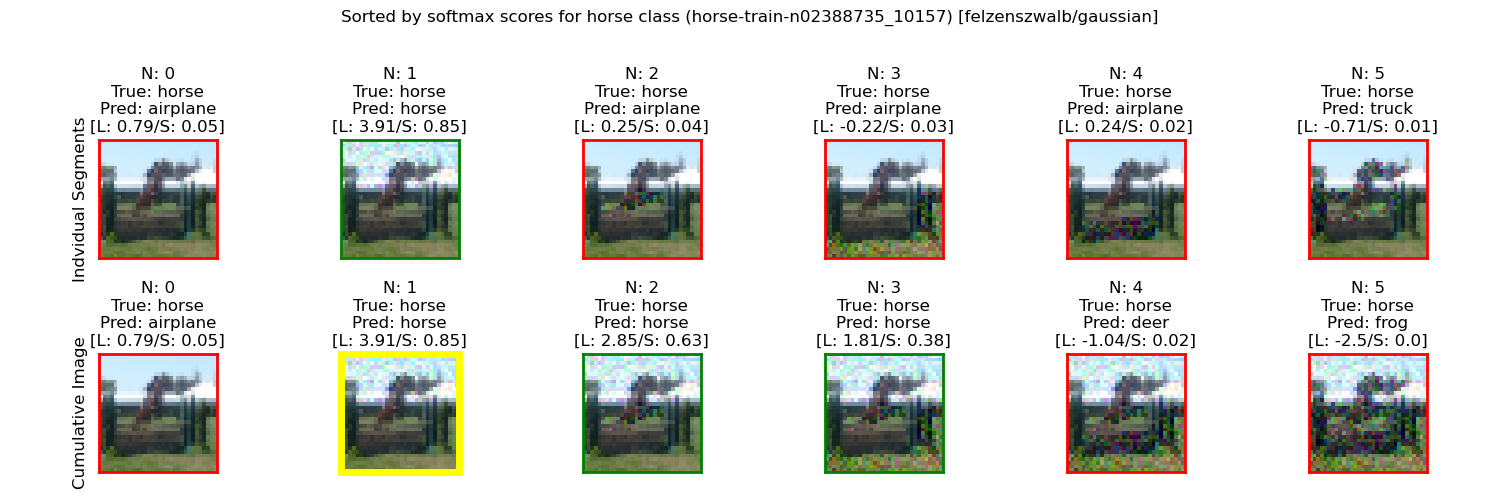 Sorted by softmax scores for horse class (horse-train-n02388735_10157) [felzenszwalb/gaussian]
Indvidual Segments
N: 0
True: horse
Pred: airplane
[L: 0.79/S: 0.05]
N: 1
True: horse
Pred: horse
[L: 3.91/S: 0.85]
N: 2
True: horse
Pred: airplane
[L: 0.25/S: 0.04]
N: 3
True: horse
Pred: airplane
[L: -0.22/S: 0.03]
N: 4
True: horse
Pred: airplane
[L: 0.24/S: 0.02]
N: 5
True: horse
Pred: truck
[L: -0.71/S: 0.01]
Cumulative Image
N: 0
True: horse
Pred: airplane
[L: 0.79/S: 0.05]
N: 1
True: horse
Pred: horse
[L: 3.91/S: 0.85]
N: 2
True: horse
Pred: horse
[L: 2.85/S: 0.63]
N: 3
True: horse
Pred: horse
[L: 1.81/S: 0.38]
N: 4
True: horse
Pred: deer
[L: -1.04/S: 0.02]
N: 5
True: horse
Pred: frog
[L: -2.5/S: 0.0]